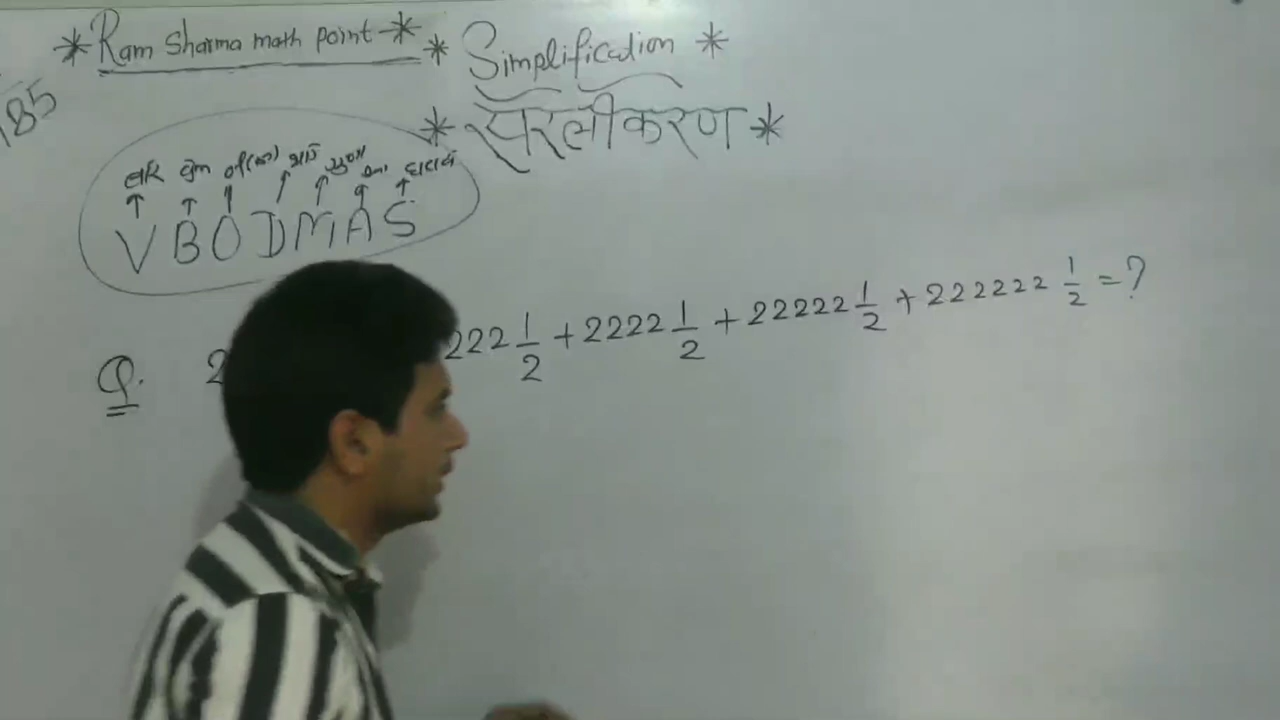 *Ram Sharma math point* * Simplification *
185
* सरलीकरण *
V B O D M A S
Q. 2 222 1/2 + 2222 1/2 + 22222 1/2 + 222222 1/2 = ?